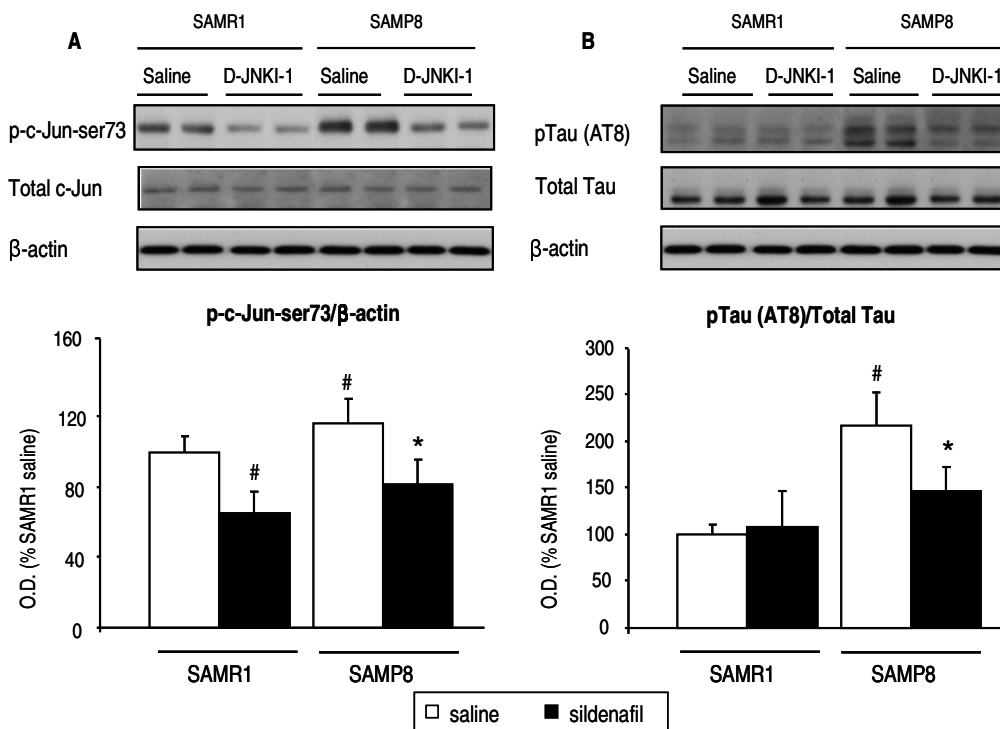 A
SAMR1 SAMP8
Saline D-JNKI-1 Saline D-JNKI-1
p-c-Jun-ser73
Total c-Jun
β-actin
p-c-Jun-ser73/β-actin
O.D. (% SAMR1 saline)
160
120
80
40
0
#
#
#
*
SAMR1 SAMP8
B
SAMR1 SAMP8
Saline D-JNKI-1 Saline D-JNKI-1
pTau (AT8)
Total Tau
β-actin
pTau (AT8)/Total Tau
O.D. (% SAMR1 saline)
300
250
200
150
100
50
0
#
*
SAMR1 SAMP8
saline sildenafil